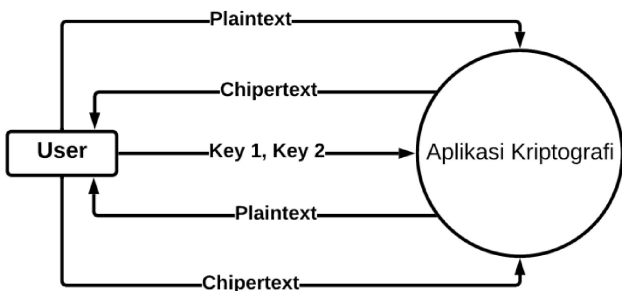 Plaintext
Chipertext
User
Key 1, Key 2
Aplikasi Kriptografi
Plaintext
Chipertext